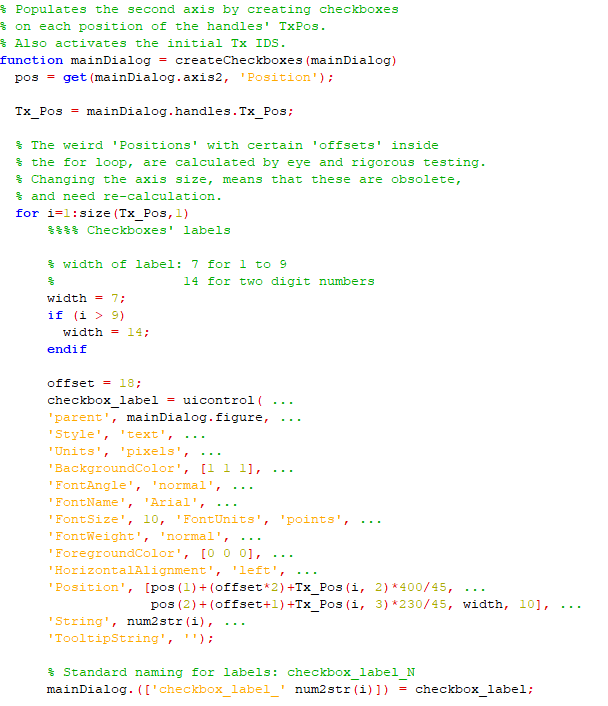 % Populates the second axis by creating checkboxes
% on each position of the handles' TxPos.
% Also activates the initial Tx IDS.
function mainDialog = createCheckboxes(mainDialog)
  pos = get(mainDialog.axis2, 'Position');

  Tx_Pos = mainDialog.handles.Tx_Pos;

  % The weird 'Positions' with certain 'offsets' inside
  % the for loop, are calculated by eye and rigorous testing.
  % Changing the axis size, means that these are obsolete,
  % and need re-calculation.
  for i=1:size(Tx_Pos,1)
      %%%% Checkboxes' labels

      % width of label: 7 for 1 to 9
      %                14 for two digit numbers
      width = 7;
      if (i > 9)
        width = 14;
      endif

      offset = 18;
      checkbox_label = uicontrol( ...
      'parent', mainDialog.figure, ...
      'Style', 'text', ...
      'Units', 'pixels', ...
      'BackgroundColor', [1 1 1], ...
      'FontAngle', 'normal', ...
      'FontName', 'Arial', ...
      'FontSize', 10, 'FontUnits', 'points', ...
      'FontWeight', 'normal', ...
      'ForegroundColor', [0 0 0], ...
      'HorizontalAlignment', 'left', ...
      'Position', [pos(1)+(offset*2)+Tx_Pos(i, 2)*400/45, ...
                   pos(2)+(offset+1)+Tx_Pos(i, 3)*230/45, width, 10], ...
      'String', num2str(i), ...
      'TooltipString', '');

      % Standard naming for labels: checkbox_label_N
      mainDialog.(['checkbox_label_' num2str(i)]) = checkbox_label;